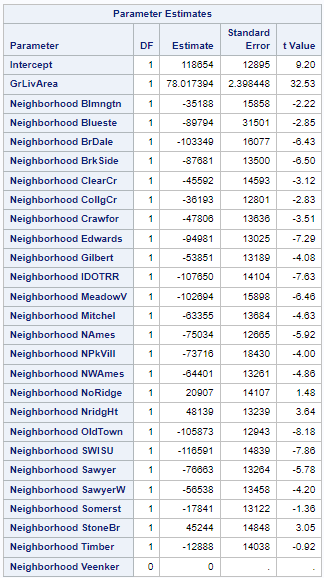 Parameter Estimates
Parameter DF Estimate Standard Error t Value
Intercept 1 118654 12895 9.20
GrLivArea 1 78.017394 2.398448 32.53
Neighborhood Blmngtn 1 -35188 15858 -2.22
Neighborhood Blueste 1 -89794 31501 -2.85
Neighborhood BrDale 1 -103349 16077 -6.43
Neighborhood BrkSide 1 -87681 13500 -6.50
Neighborhood ClearCr 1 -45592 14593 -3.12
Neighborhood CollgCr 1 -36193 12801 -2.83
Neighborhood Crawfor 1 -47806 13636 -3.51
Neighborhood Edwards 1 -94981 13025 -7.29
Neighborhood Gilbert 1 -53851 13189 -4.08
Neighborhood IDOTRR 1 -107650 14104 -7.63
Neighborhood MeadowV 1 -102694 15898 -6.46
Neighborhood Mitchel 1 -63355 13684 -4.63
Neighborhood NAmes 1 -75034 12665 -5.92
Neighborhood NPkVill 1 -73716 18430 -4.00
Neighborhood NWAmes 1 -64401 13261 -4.86
Neighborhood NoRidge 1 20907 14107 1.48
Neighborhood NridgHt 1 48139 13239 3.64
Neighborhood OldTown 1 -105873 12943 -8.18
Neighborhood SWISU 1 -116591 14839 -7.86
Neighborhood Sawyer 1 -76663 13264 -5.78
Neighborhood SawyerW 1 -56538 13458 -4.20
Neighborhood Somerst 1 -17841 13122 -1.36
Neighborhood StoneBr 1 45244 14848 3.05
Neighborhood Timber 1 -12888 14038 -0.92
Neighborhood Veenker 0 0 . .